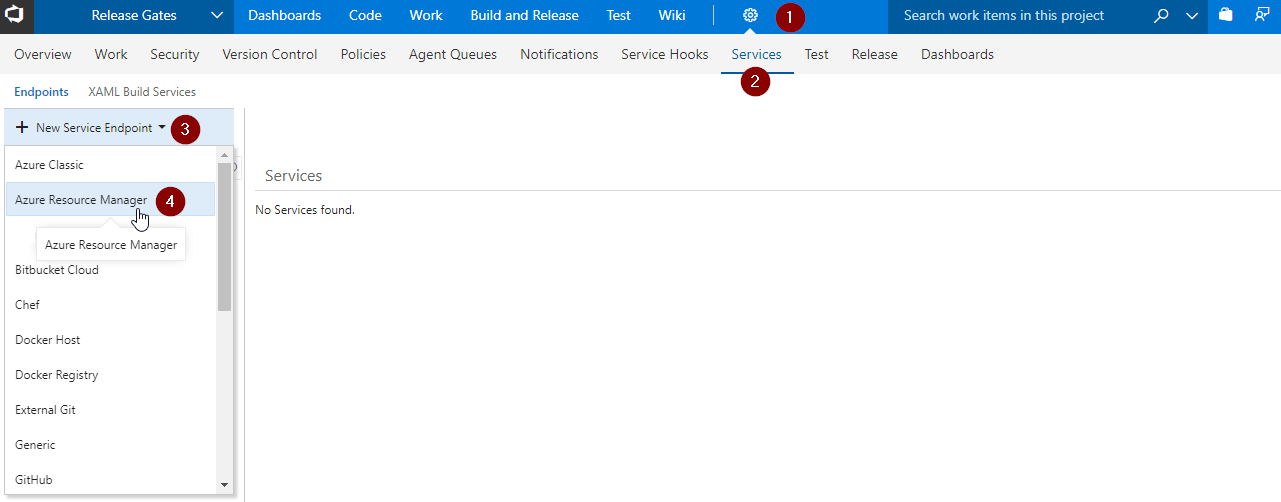 Release Gates Dashboards Code Work Build and Release Test Wiki 1 Search work items in this project
Overview Work Security Version Control Policies Agent Queues Notifications Service Hooks Services Test Release Dashboards
2
Endpoints XAML Build Services
+ New Service Endpoint 3
Azure Classic
Services
Azure Resource Manager 4
No Services found.
Azure Resource Manager
Bitbucket Cloud
Chef
Docker Host
Docker Registry
External Git
Generic
GitHub